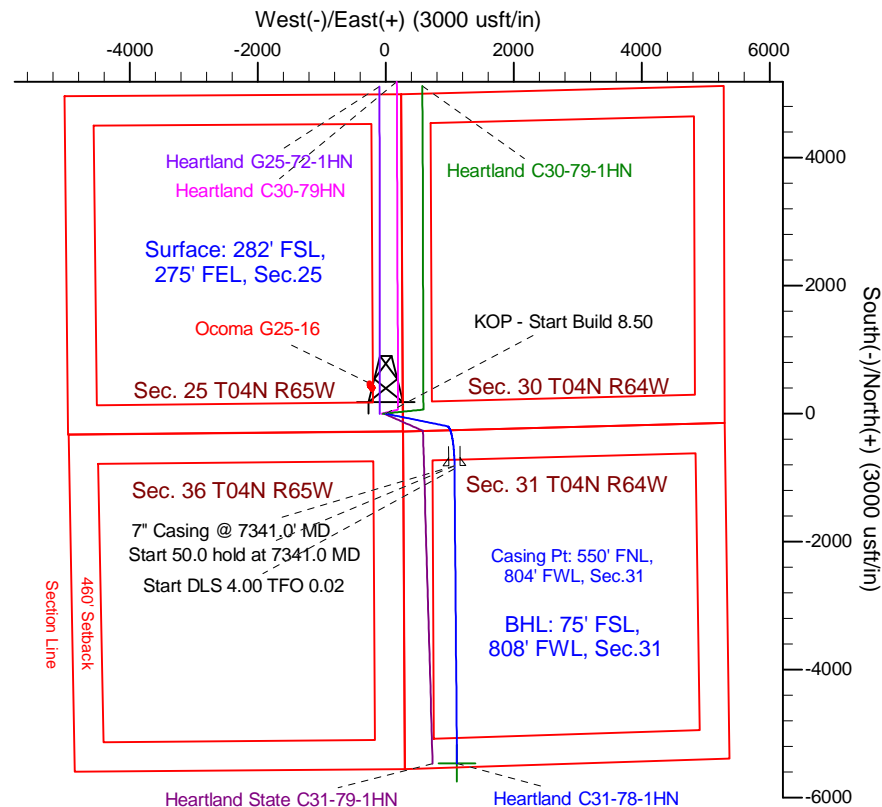 West(-)/East(+) (3000 usft/in)
-4000
-2000
0
2000
4000
6000
Heartland G25-72-1HN
Heartland C30-79HN
Heartland C30-79-1HN
4000
Surface: 282' FSL,
275' FEL, Sec.25
2000
Ocoma G25-16
KOP - Start Build 8.50
Sec. 25 T04N R65W
Sec. 30 T04N R64W
0
South(-)/North(+) (3000 usft/in)
Sec. 36 T04N R65W
Sec. 31 T04N R64W
7" Casing @ 7341.0' MD
Start 50.0 hold at 7341.0 MD
Start DLS 4.00 TFO 0.02
-2000
Casing Pt: 550' FNL,
804' FWL, Sec.31
BHL: 75' FSL,
808' FWL, Sec.31
Section Line
460' Setback
-4000
-6000
Heartland State C31-79-1HN
Heartland C31-78-1HN